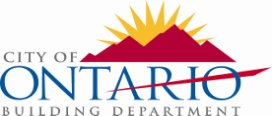 CITY OF
ONTARIO
BUILDING DEPARTMENT